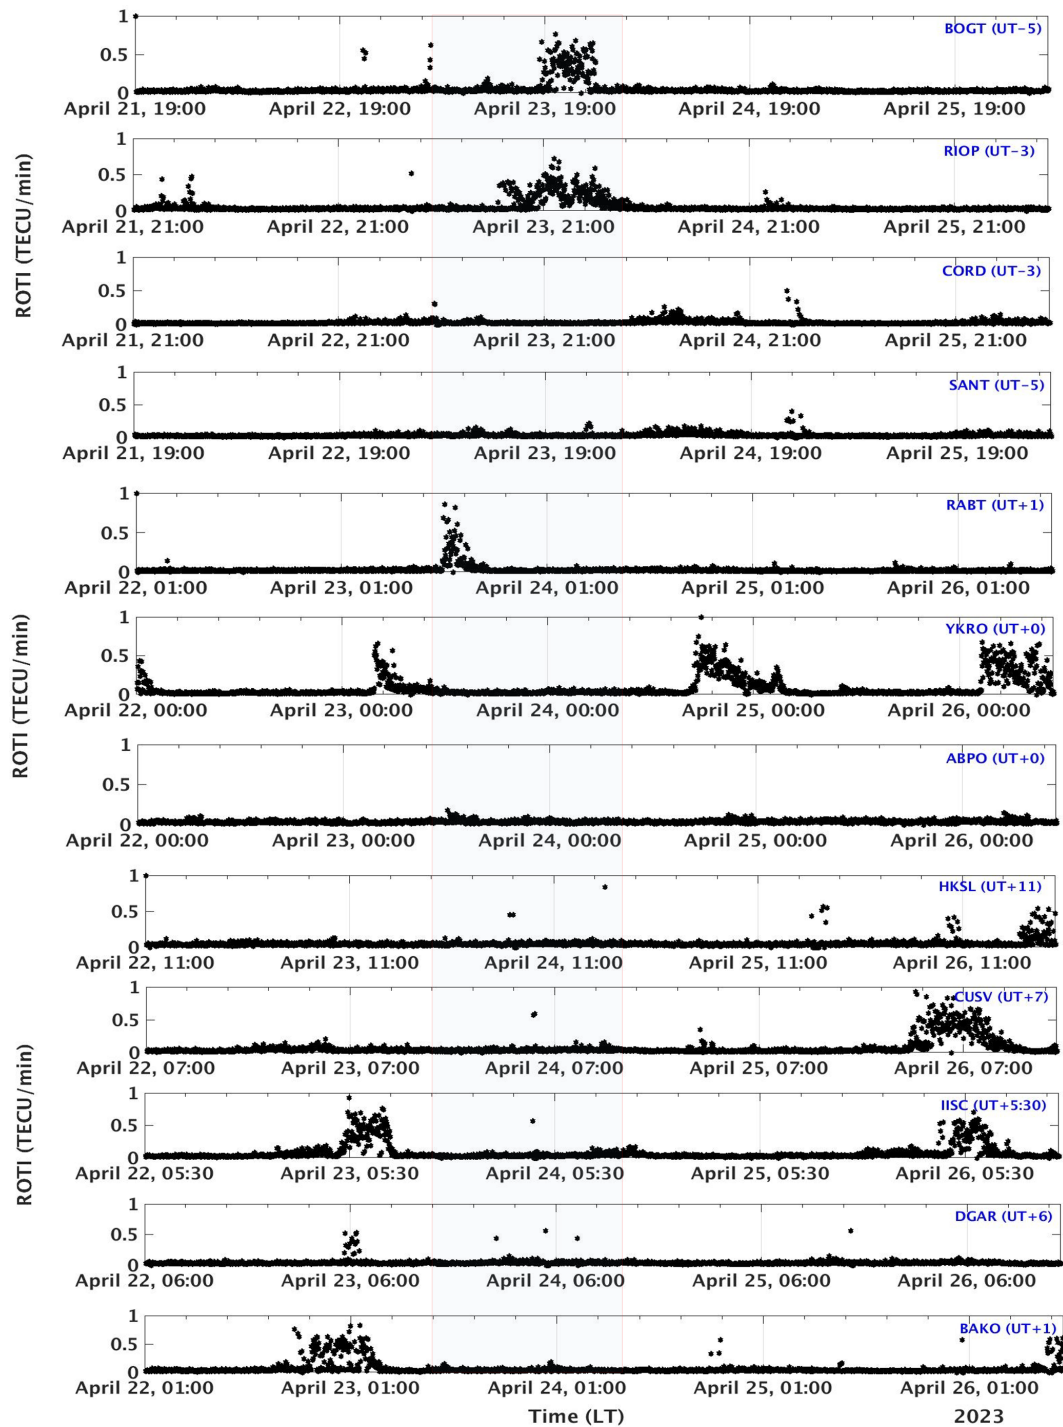 BOGT (UT-5)
1
0.5
0
April 21, 19:00 April 22, 19:00 April 23, 19:00 April 24, 19:00 April 25, 19:00
ROTI (TECU/min)
RIOP (UT-3)
1
0.5
0
April 21, 21:00 April 22, 21:00 April 23, 21:00 April 24, 21:00 April 25, 21:00
CORD (UT-3)
1
0.5
0
April 21, 21:00 April 22, 21:00 April 23, 21:00 April 24, 21:00 April 25, 21:00
SANT (UT-5)
1
0.5
0
April 21, 19:00 April 22, 19:00 April 23, 19:00 April 24, 19:00 April 25, 19:00
RABT (UT+1)
1
0.5
0
April 22, 01:00 April 23, 01:00 April 24, 01:00 April 25, 01:00 April 26, 01:00
ROTI (TECU/min)
YKRO (UT+0)
1
0.5
0
April 22, 00:00 April 23, 00:00 April 24, 00:00 April 25, 00:00 April 26, 00:00
ABPO (UT+0)
1
0.5
0
April 22, 00:00 April 23, 00:00 April 24, 00:00 April 25, 00:00 April 26, 00:00
HKSL (UT+11)
1
0.5
0
April 22, 11:00 April 23, 11:00 April 24, 11:00 April 25, 11:00 April 26, 11:00
CUSV (UT+7)
1
0.5
0
April 22, 07:00 April 23, 07:00 April 24, 07:00 April 25, 07:00 April 26, 07:00
ROTI (TECU/min)
IISC (UT+5:30)
1
0.5
0
April 22, 05:30 April 23, 05:30 April 24, 05:30 April 25, 05:30 April 26, 05:30
DGAR (UT+6)
1
0.5
0
April 22, 06:00 April 23, 06:00 April 24, 06:00 April 25, 06:00 April 26, 06:00
BAKO (UT+1)
1
0.5
0
April 22, 01:00 April 23, 01:00 April 24, 01:00 April 25, 01:00 April 26, 01:00
Time (LT) 2023